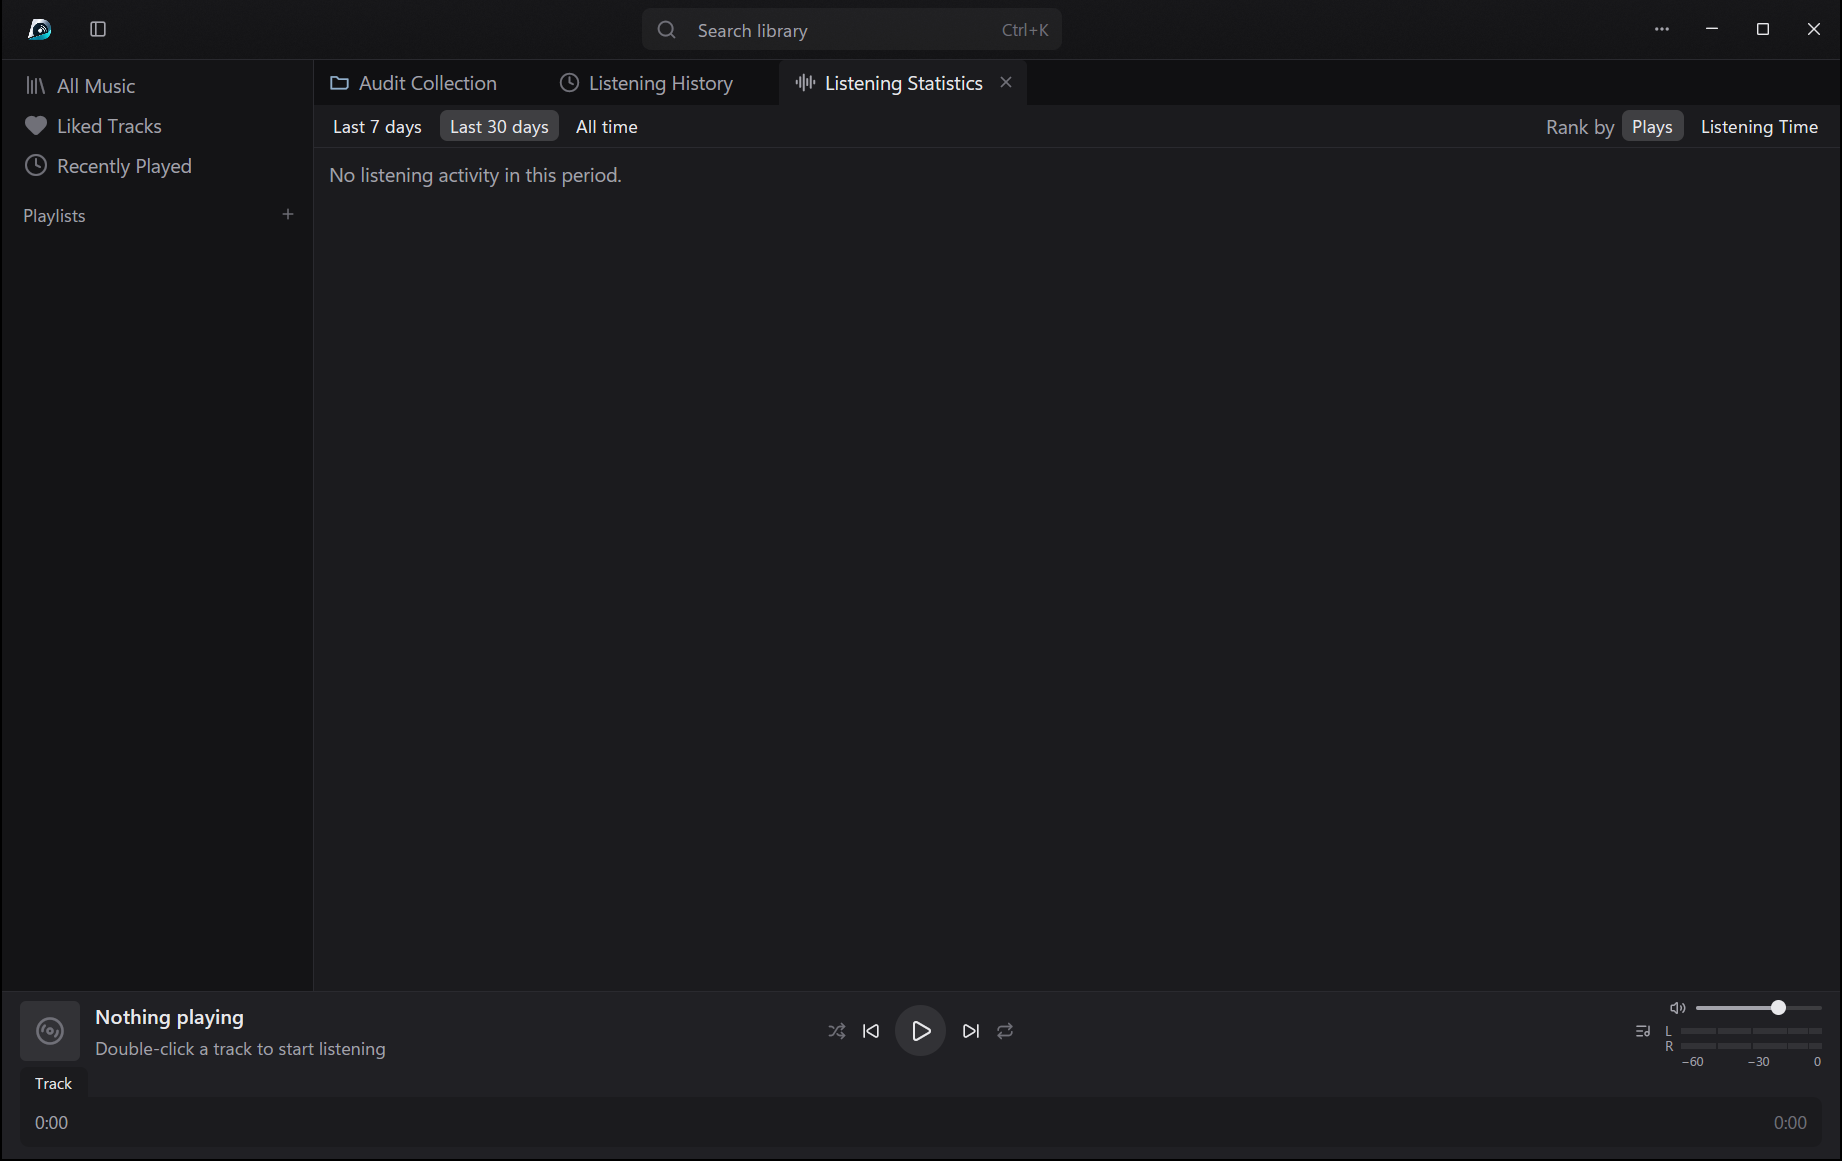 Search library Ctrl+K
All Music
Liked Tracks
Recently Played
Playlists
Audit Collection Listening History Listening Statistics
Last 7 days Last 30 days All time Rank by Plays Listening Time
No listening activity in this period.
Nothing playing
Double-click a track to start listening
L
R
−60 −30 0
Track
0:00 0:00